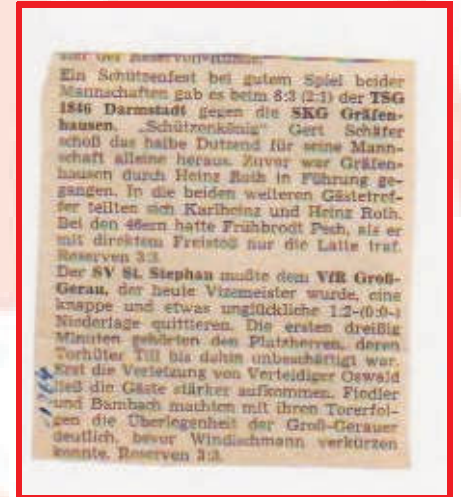 der Reserven-Runde.
Ein Schützenfest bei gutem Spiel beider
Mannschaften gab es beim 8:3 (2:1) der TSG
1846 Darmstadt gegen die SKG Gräfen-
hausen. „Schützenkönig“ Gert Schäfer
schoß das halbe Dutzend für seine Mann-
schaft alleine heraus. Zuvor war Gräfen-
hausen durch Heinz Roth in Führung ge-
gangen. In die beiden weiteren Gästetref-
fer teilten sich Karlheinz und Heinz Roth.
Bei den 46ern hatte Frühbrodt Pech, als er
mit direktem Freistoß nur die Latte traf.
Reserven 3:3.
Der SV St. Stephan mußte dem VfR Groß-
Gerau, der heute Vizemeister wurde, eine
knappe und etwas unglückliche 1:2-(0:0-)
Niederlage quittieren. Die ersten dreißig
Minuten gehörten den Platzherren, deren
Torhüter Till bis dahin unbeschäftigt war.
Erst die Verletzung von Verteidiger Oswald
ließ die Gäste stärker aufkommen. Fiedler
und Bambach machten mit ihren Torerfol-
gen die Überlegenheit der Groß-Gerauer
deutlich, bevor Windischmann verkürzen
konnte. Reserven 3:3.